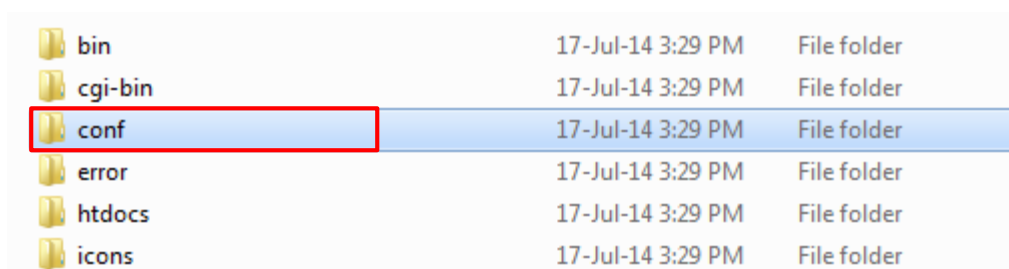 bin 17-Jul-14 3:29 PM File folder
cgi-bin 17-Jul-14 3:29 PM File folder
conf 17-Jul-14 3:29 PM File folder
error 17-Jul-14 3:29 PM File folder
htdocs 17-Jul-14 3:29 PM File folder
icons 17-Jul-14 3:29 PM File folder